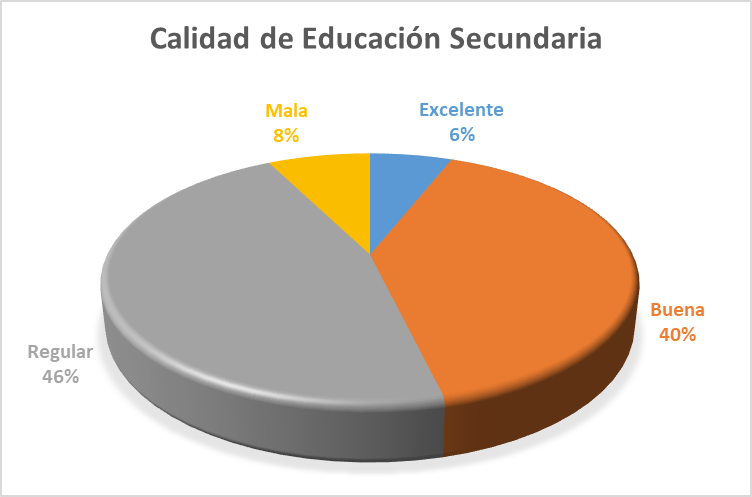 Calidad de Educación Secundaria
Mala
8%
Excelente
6%
Buena
40%
Regular
46%